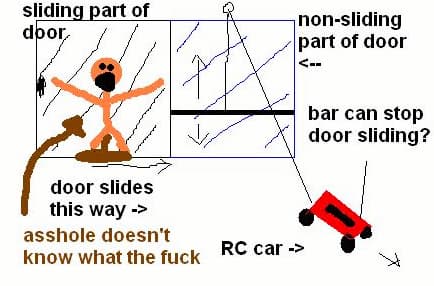 sliding part of
door
non-sliding
part of door
<--
bar can stop
door sliding?
door slides
this way ->
asshole doesn't
know what the fuck
RC car ->